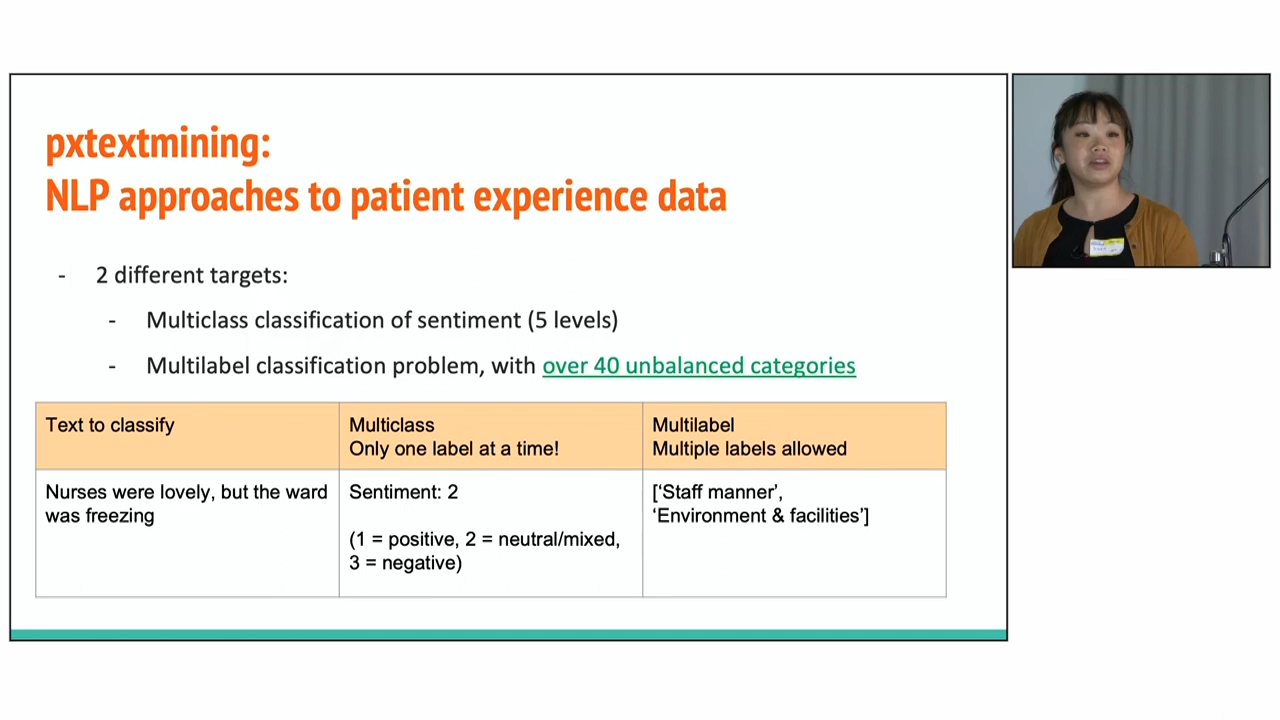 pxtextmining:
NLP approaches to patient experience data
- 2 different targets:
- Multiclass classification of sentiment (5 levels)
- Multilabel classification problem, with over 40 unbalanced categories
Text to classify
Multiclass
Only one label at a time!
Multilabel
Multiple labels allowed
Nurses were lovely, but the ward
was freezing
Sentiment: 2
(1 = positive, 2 = neutral/mixed,
3 = negative)
[‘Staff manner’,
‘Environment & facilities’]